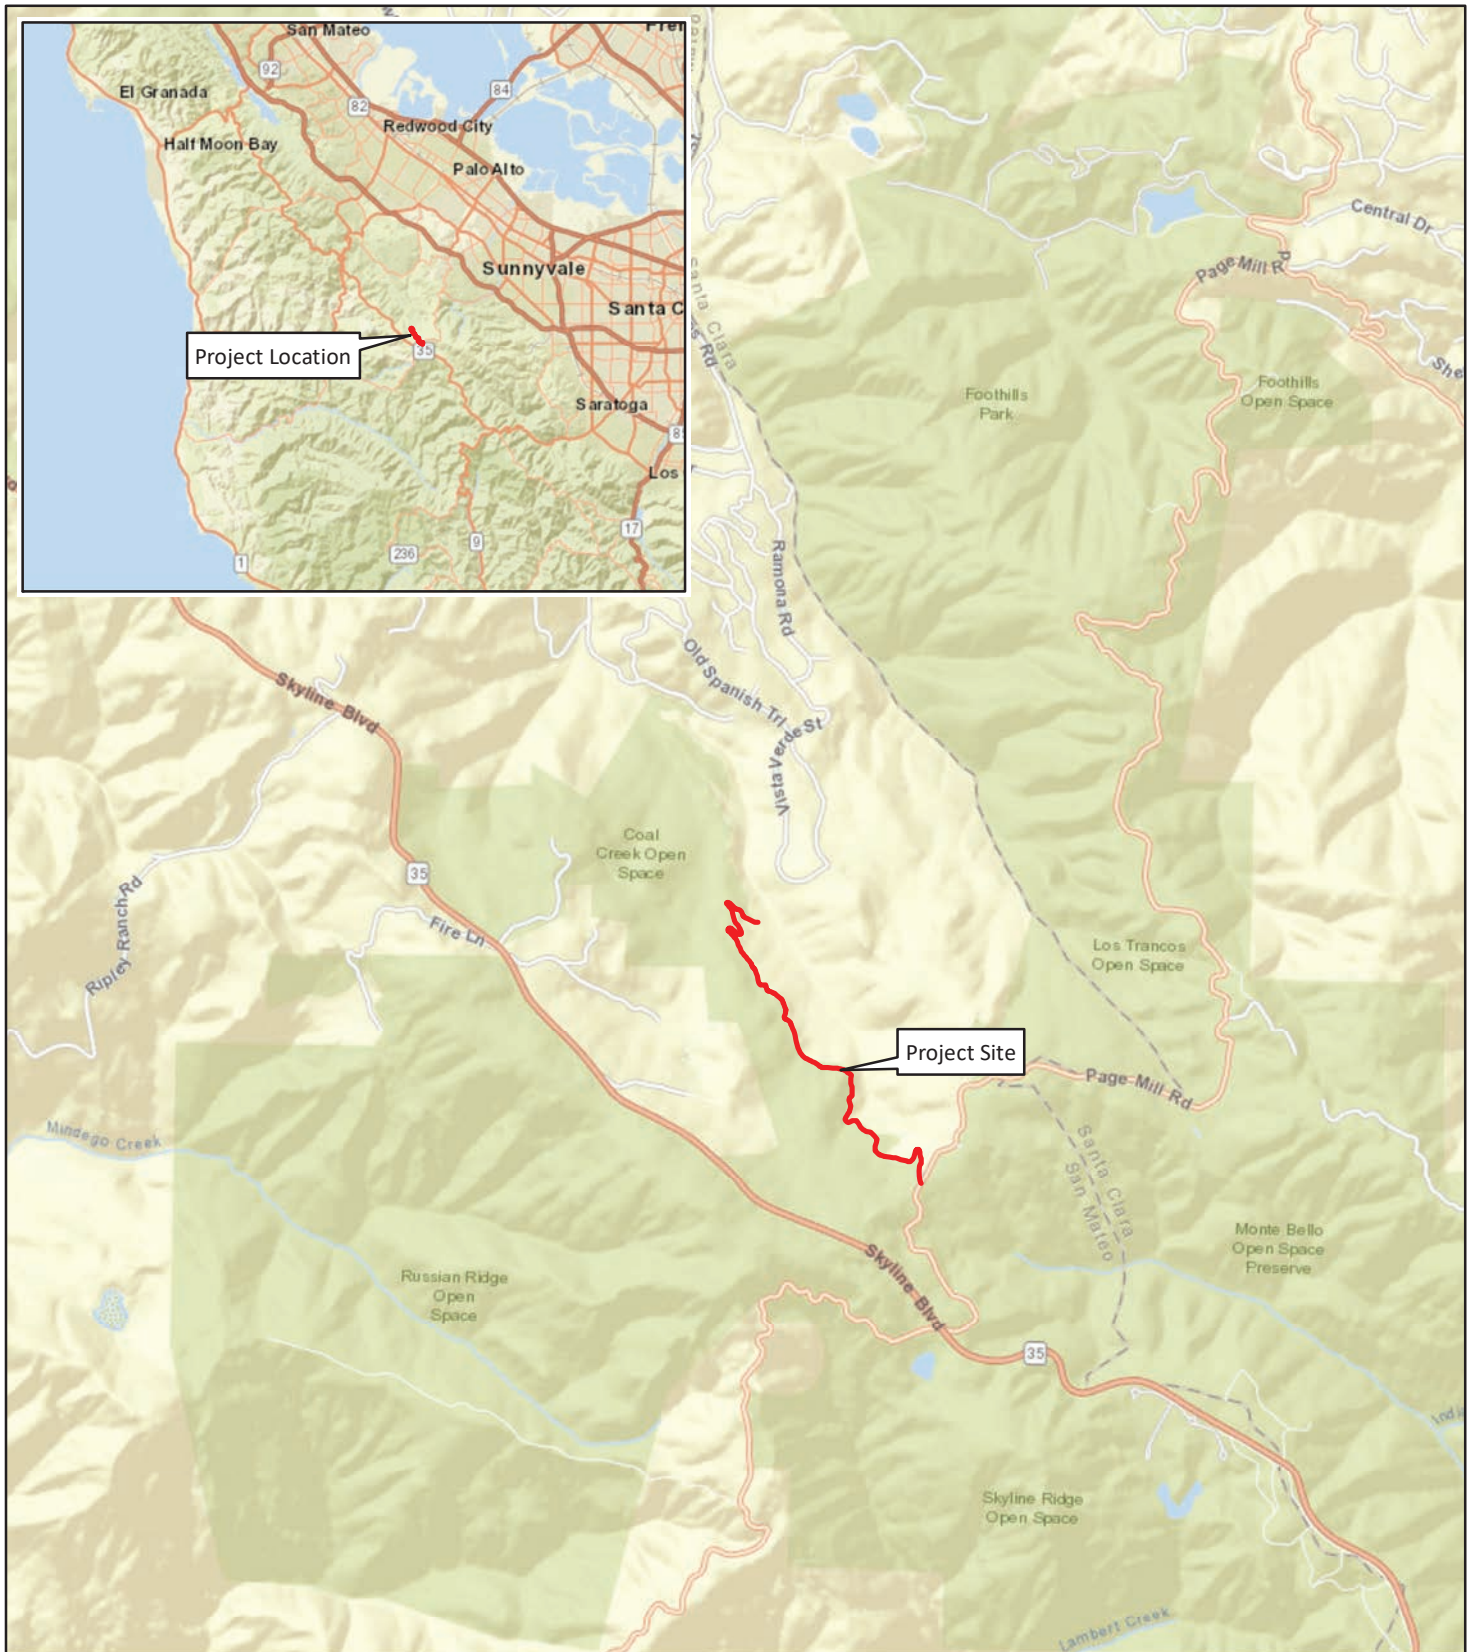 San Mateo
92
El Granada
82
84
Redwood City
Half Moon Bay
Palo Alto
Sunnyvale
Santa C
Project Location
35
Saratoga
Los
17
9
236
1
Central Dr
Page Mill R
Santa Clara
Rd
She
Foothills
Park
Foothills
Open Space
Ramona Rd
Old Spanish Trl
Verde St
Vista
Skyline Blvd
Coal
Creek Open
Space
35
Fire Ln
Ripley Ranch Rd
Los Trancos
Open Space
Project Site
Page Mill Rd
Santa Clara
San Mateo
Mindego Creek
Monte Bello
Open Space
Preserve
Russian Ridge
Open
Space
Skyline Blvd
35
Skyline Ridge
Open Space
Lambert Creek